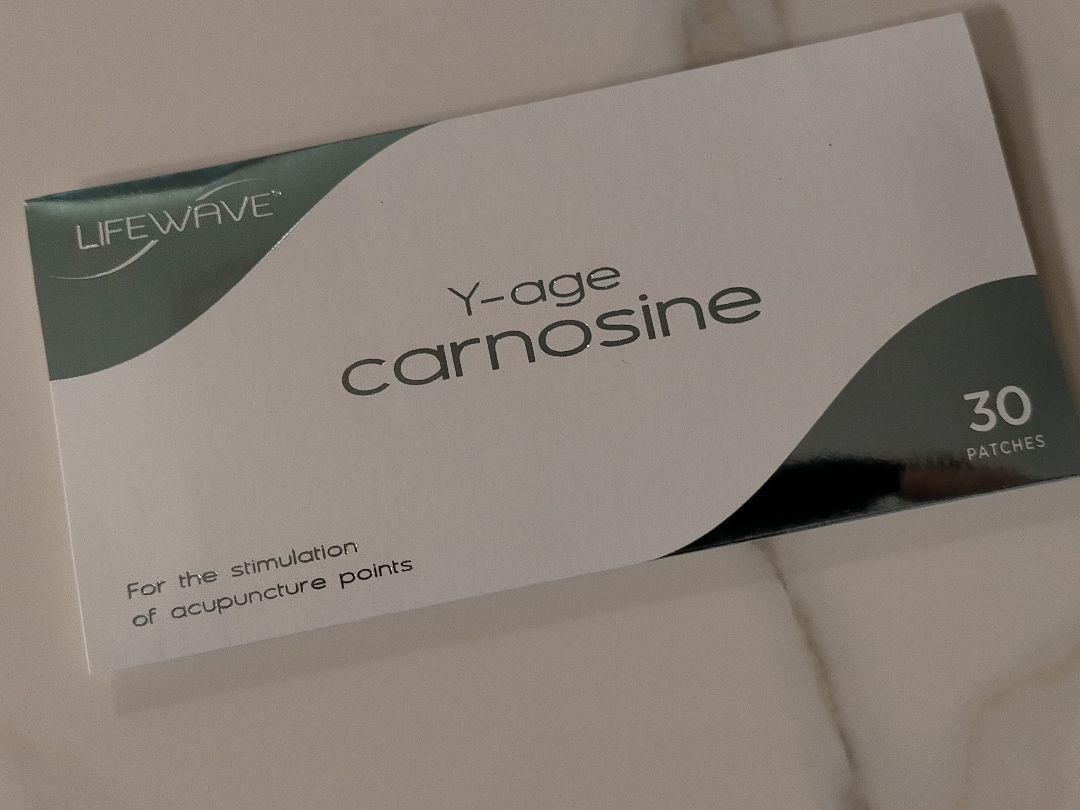 LIFEWAVE
Y-age
carnosine
30
PATCHES
For the stimulation
of acupuncture points